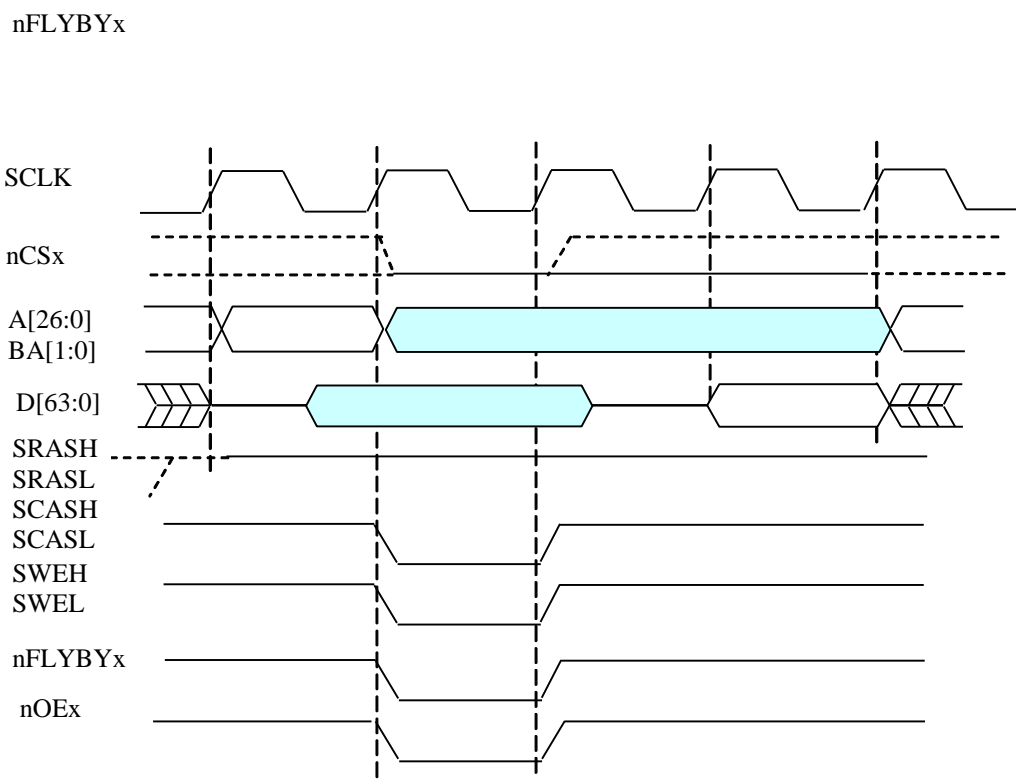 nFLYBYx
SCLK
nCSx
A[26:0]
BA[1:0]
D[63:0]
SRASH
SRASL
SCASH
SCASL
SWEH
SWEL
nFLYBYx
nOEx